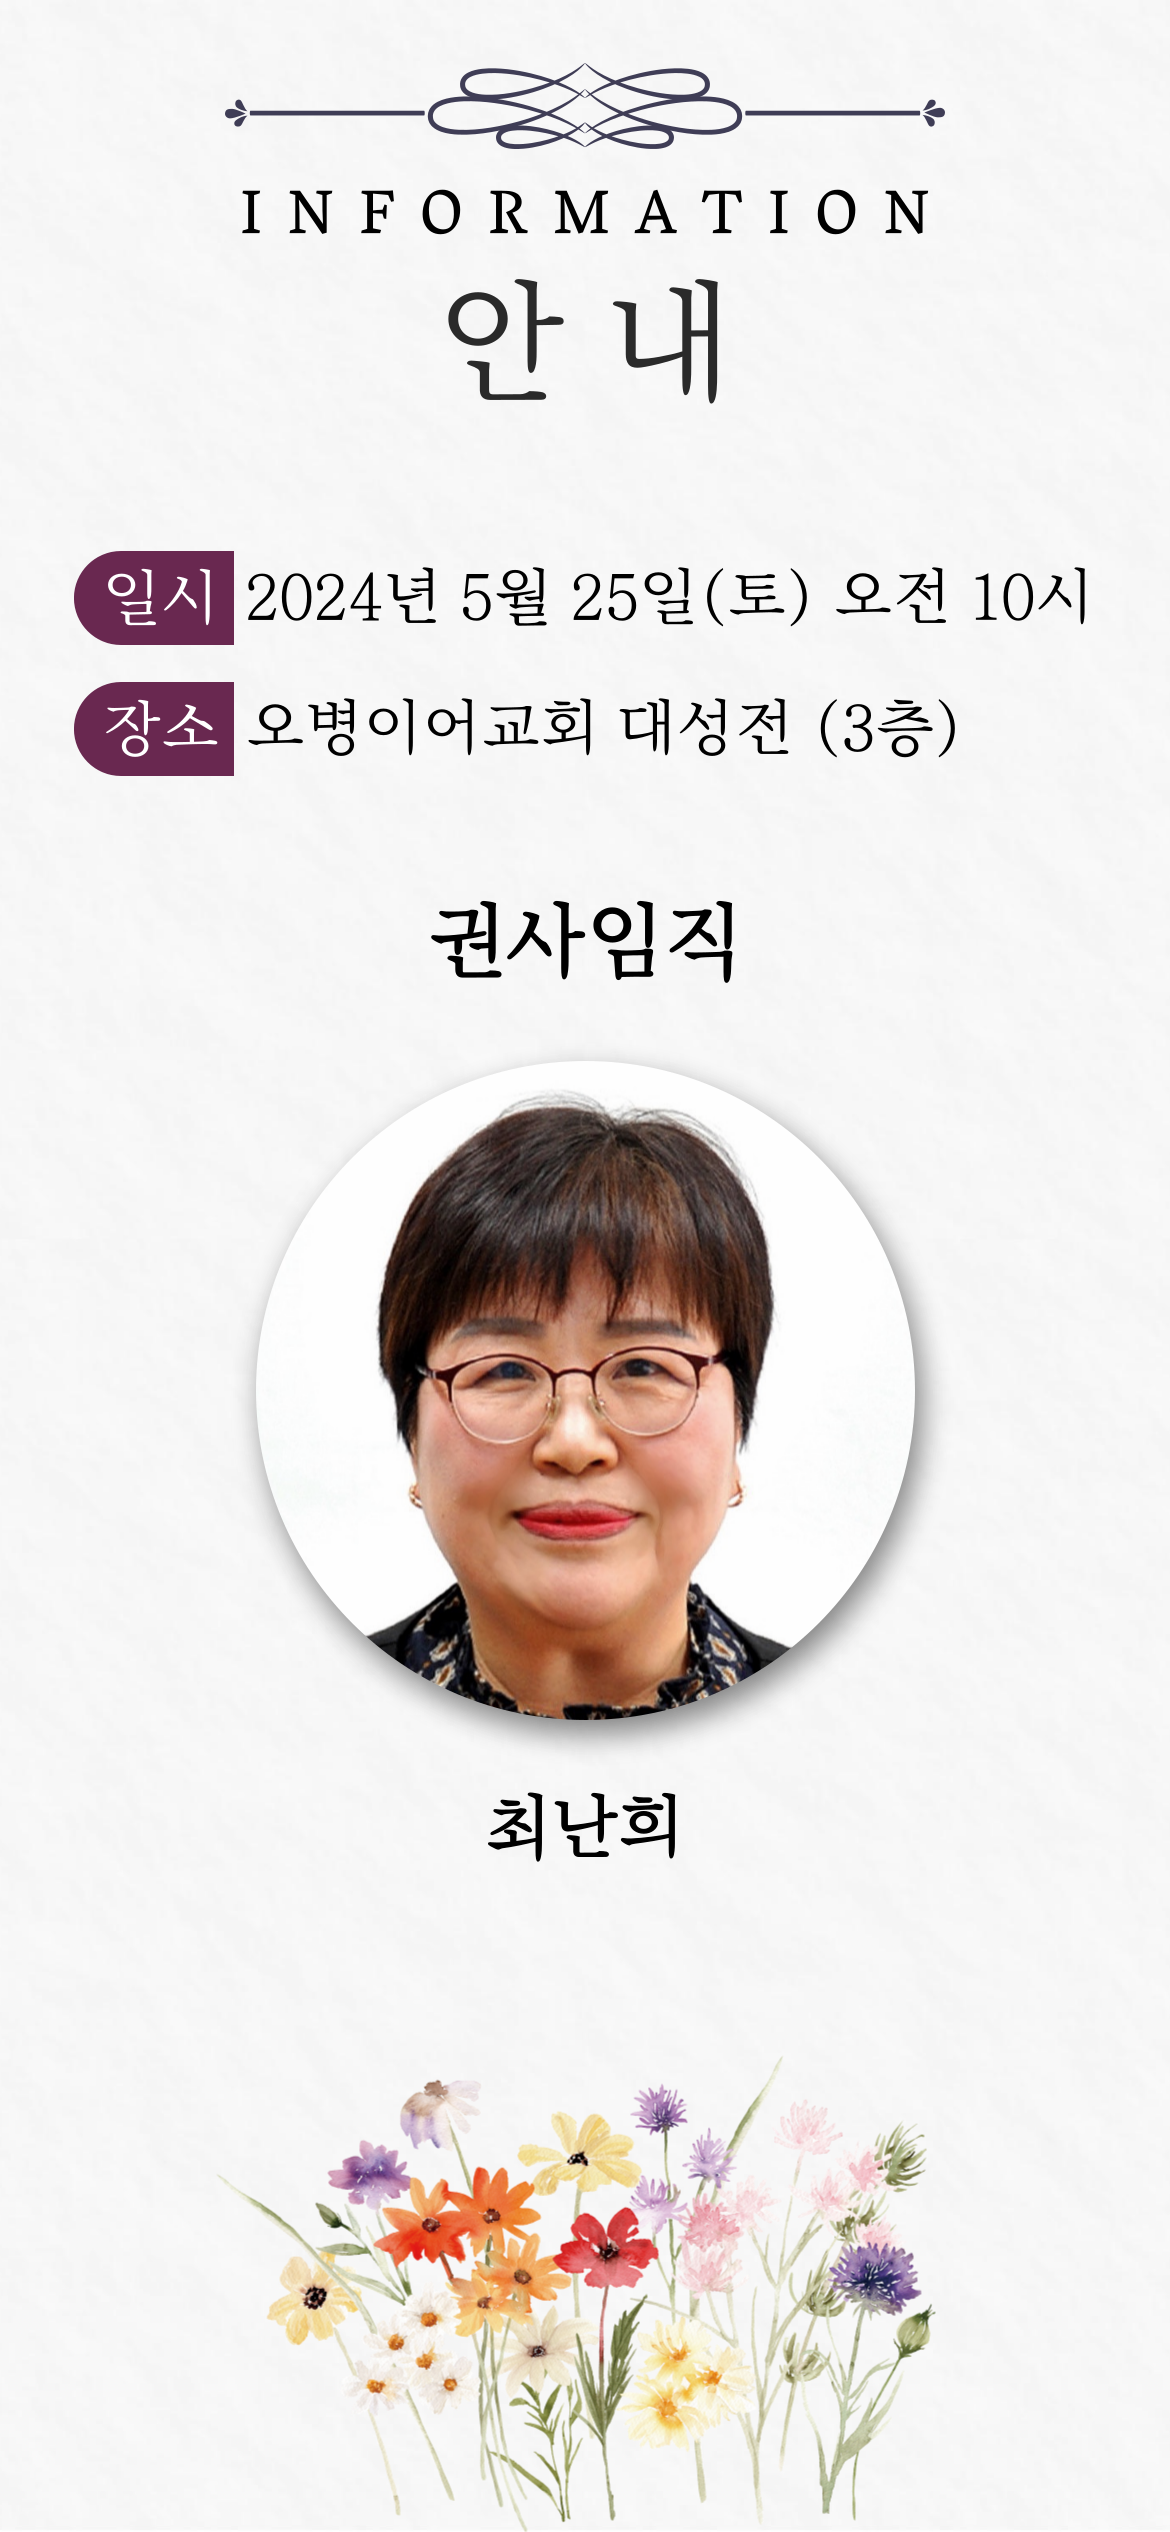 INFORMATION
안 내
일시 2024년 5월 25일(토) 오전 10시
장소 오병이어교회 대성전 (3층)
권사임직
최난희